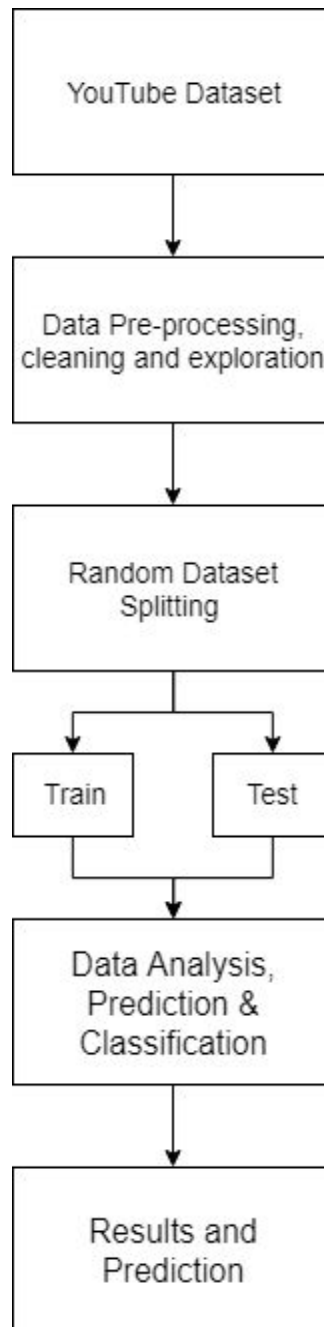 YouTube Dataset
Data Pre-processing,
cleaning and exploration
Random Dataset
Splitting
Train
Test
Data Analysis,
Prediction &
Classification
Results and
Prediction